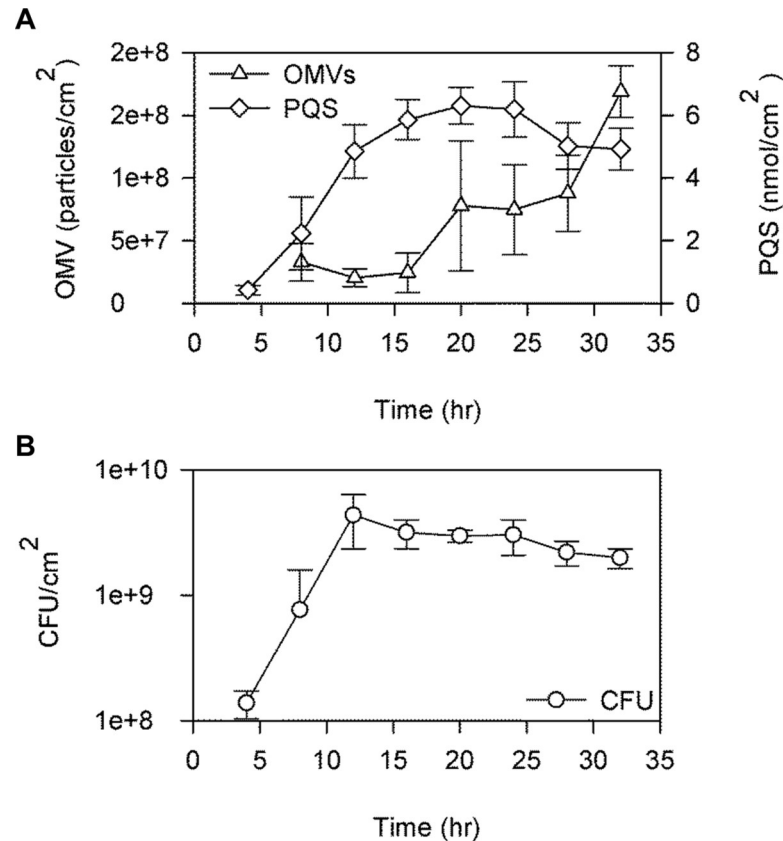 A
OMV (particles/cm2)
2e+8
2e+8
1e+8
5e+7
0
OMVs
PQS
8
6
4
2
0
PQS (nmol/cm2)
0 5 10 15 20 25 30 35
Time (hr)
B
CFU/cm2
1e+10
1e+9
1e+8
CFU
0 5 10 15 20 25 30 35
Time (hr)